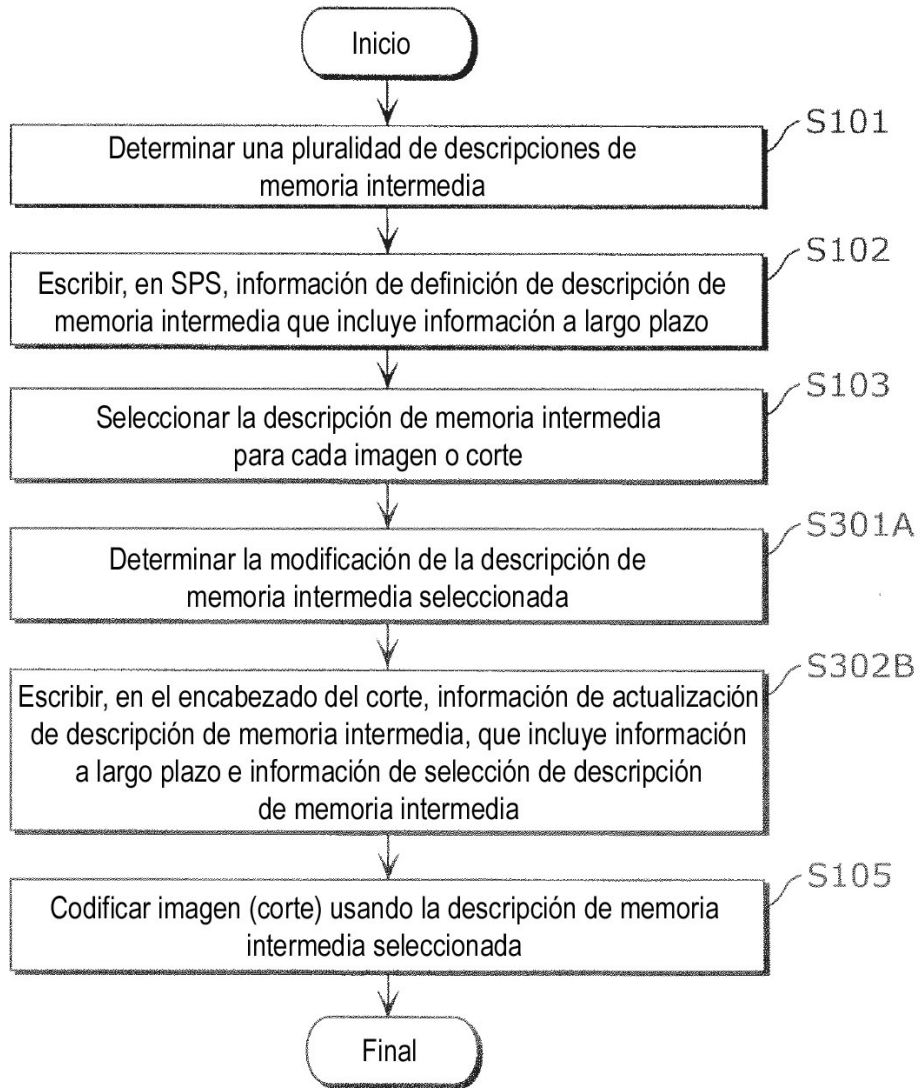 Inicio
S101
Determinar una pluralidad de descripciones de
memoria intermedia
S102
Escribir, en SPS, información de definición de descripción de
memoria intermedia que incluye información a largo plazo
S103
Seleccionar la descripción de memoria intermedia
para cada imagen o corte
S301A
Determinar la modificación de la descripción de
memoria intermedia seleccionada
S302B
Escribir, en el encabezado del corte, información de actualización
de descripción de memoria intermedia, que incluye información
a largo plazo e información de selección de descripción
de memoria intermedia
S105
Codificar imagen (corte) usando la descripción de memoria
intermedia seleccionada
Final